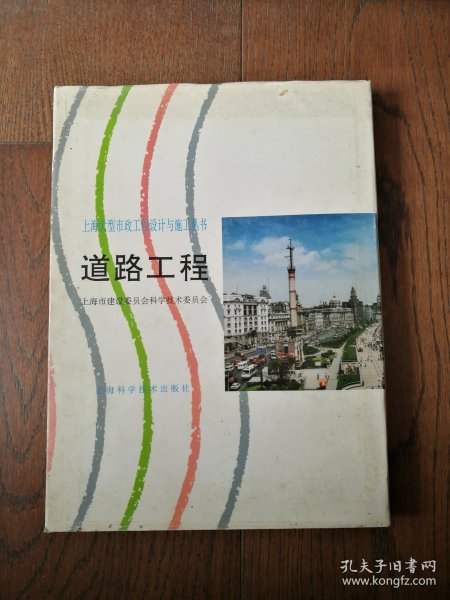 上海大型市政工程设计与施工丛书
道路工程
上海市建设委员会科学技术委员会
上海科学技术出版社
孔夫子旧书网
www.kongfz.com